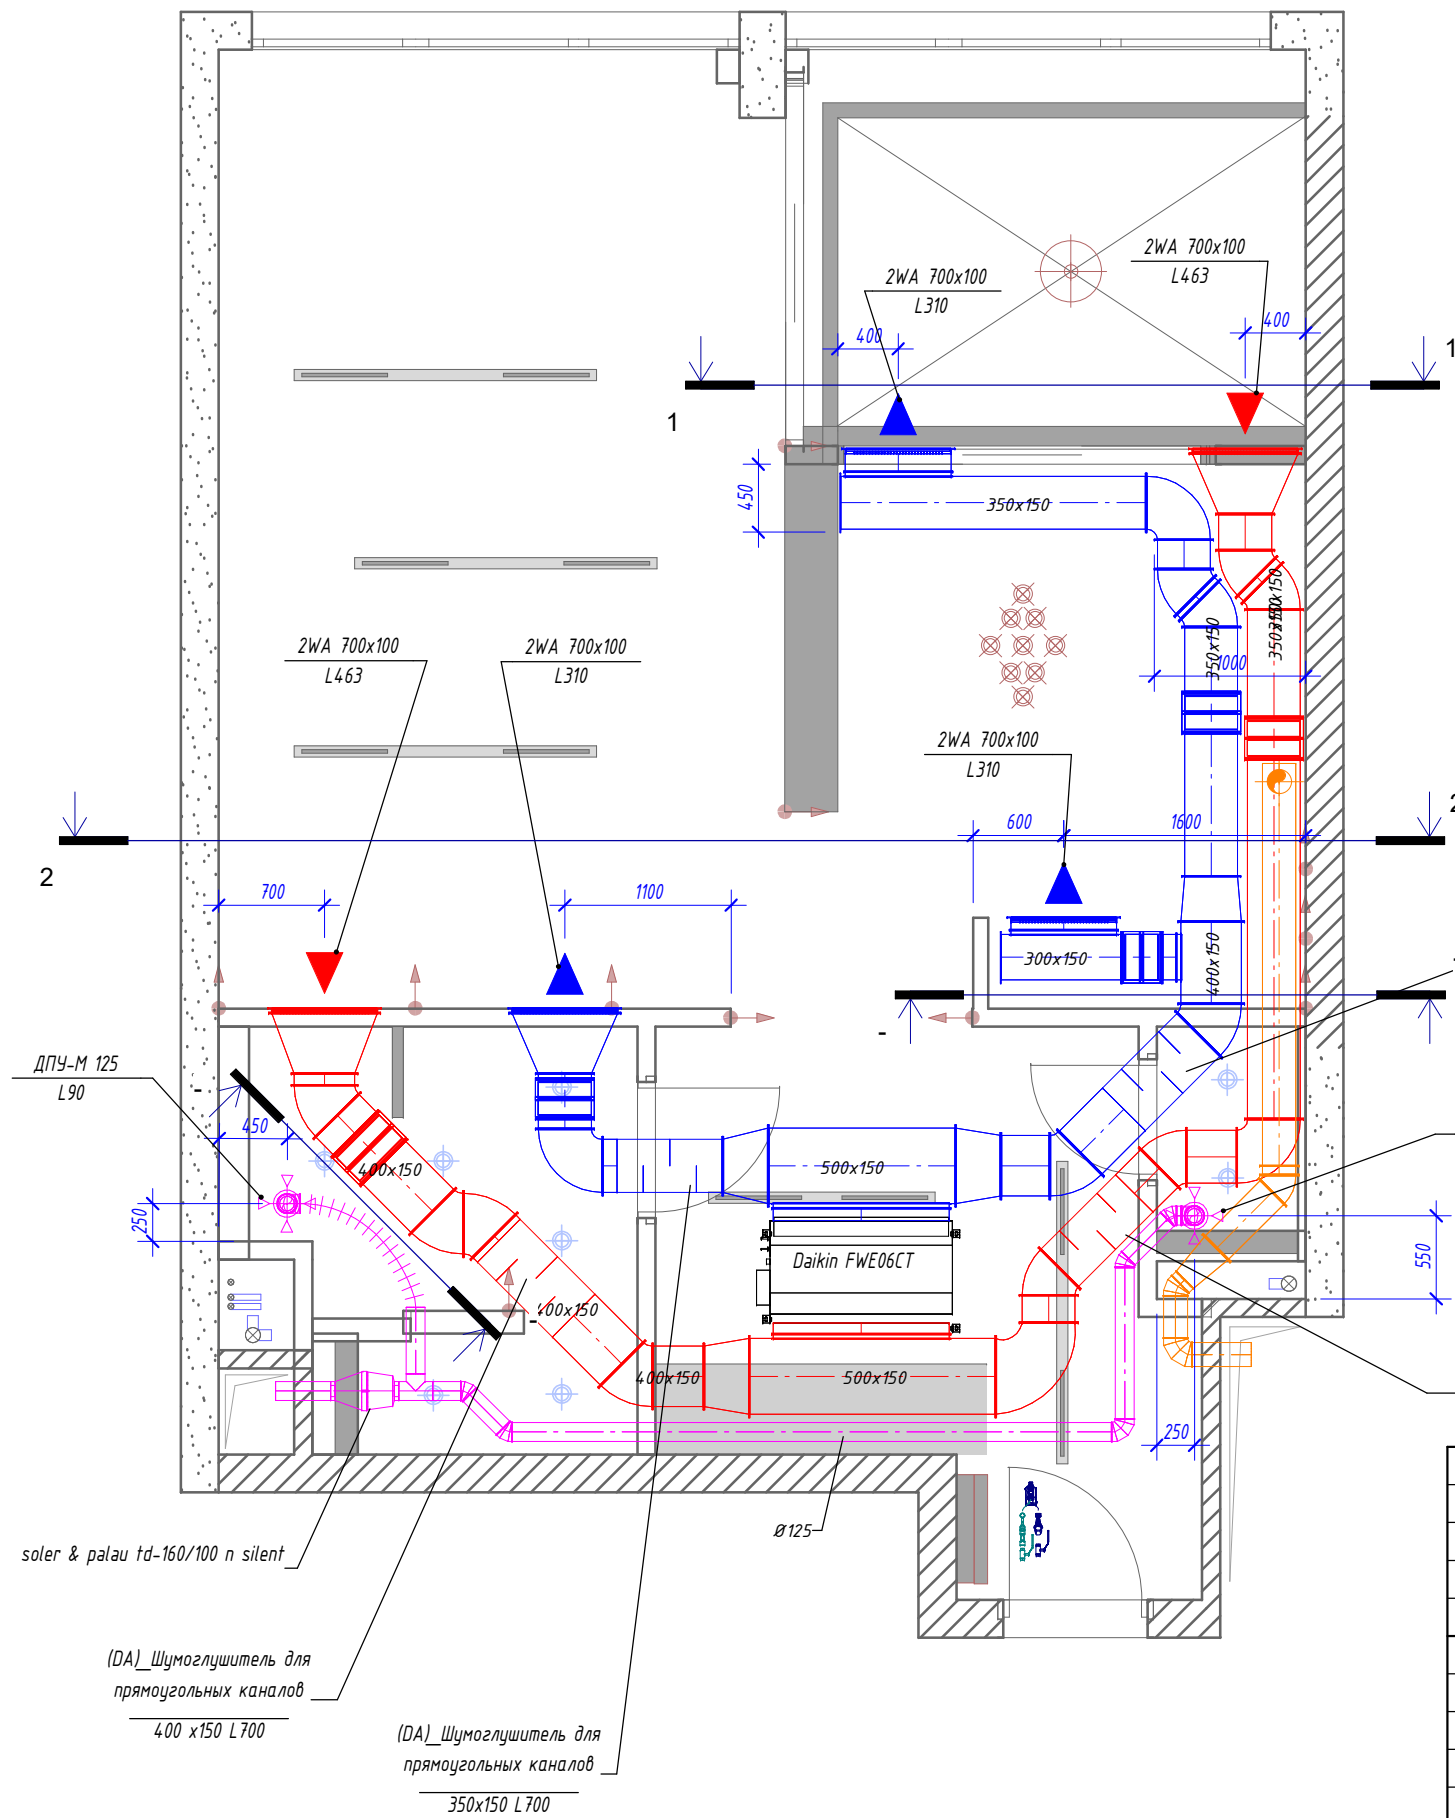 2WA 700x100
L463
2WA 700x100
L310
400
400
1
1
450
350x150
350x150
350x150
1000
2WA 700x100
L463
2WA 700x100
L310
2WA 700x100
L310
600
1600
2
2
700
1100
300x150
400x150
-
ДПУ-М 125
L90
-
450
400x150
500x150
250
Daikin FWE06CT
550
-
400x150
400x150
500x150
250
Ø125
soler & palau td-160/100 n silent
(DA)_Шумоглушитель для
прямоугольных каналов
400 x150 L700
(DA)_Шумоглушитель для
прямоугольных каналов
350x150 L700